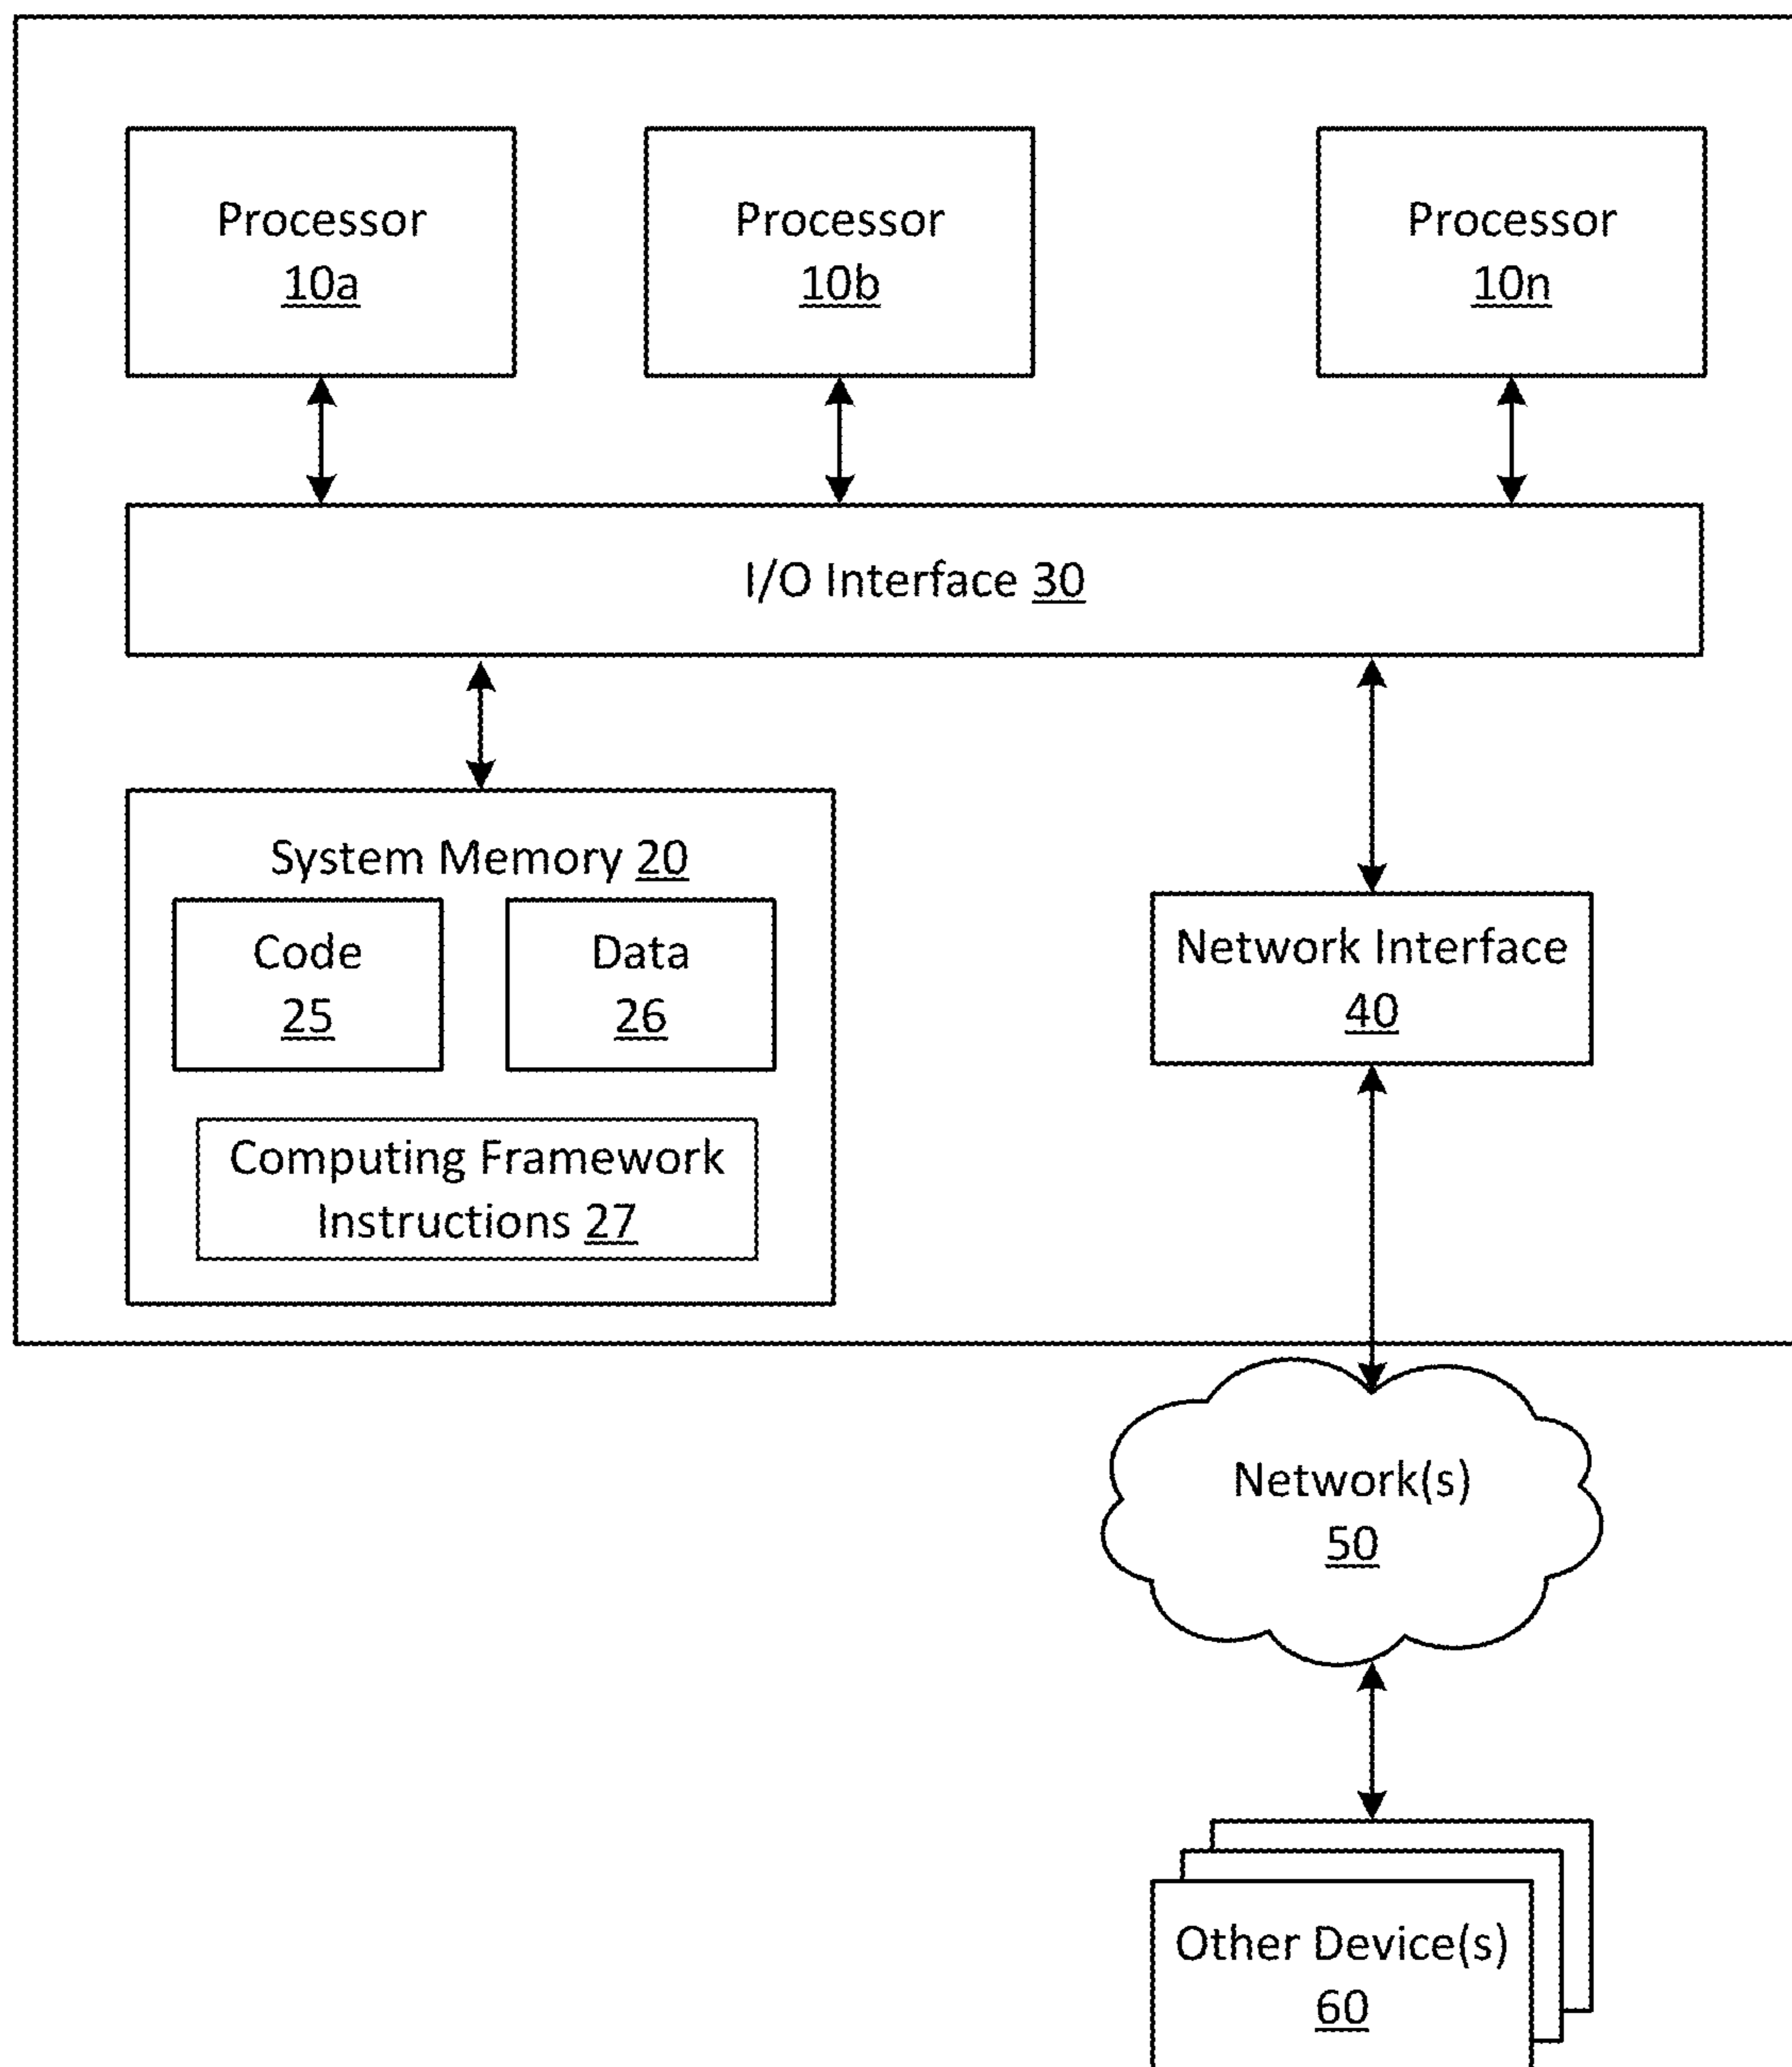 Processor
10a
Processor
10b
Processor
10n
I/O Interface 30
System Memory 20
Code
25
Data
26
Computing Framework
Instructions 27
Network Interface
40
Network(s)
50
Other Device(s)
60